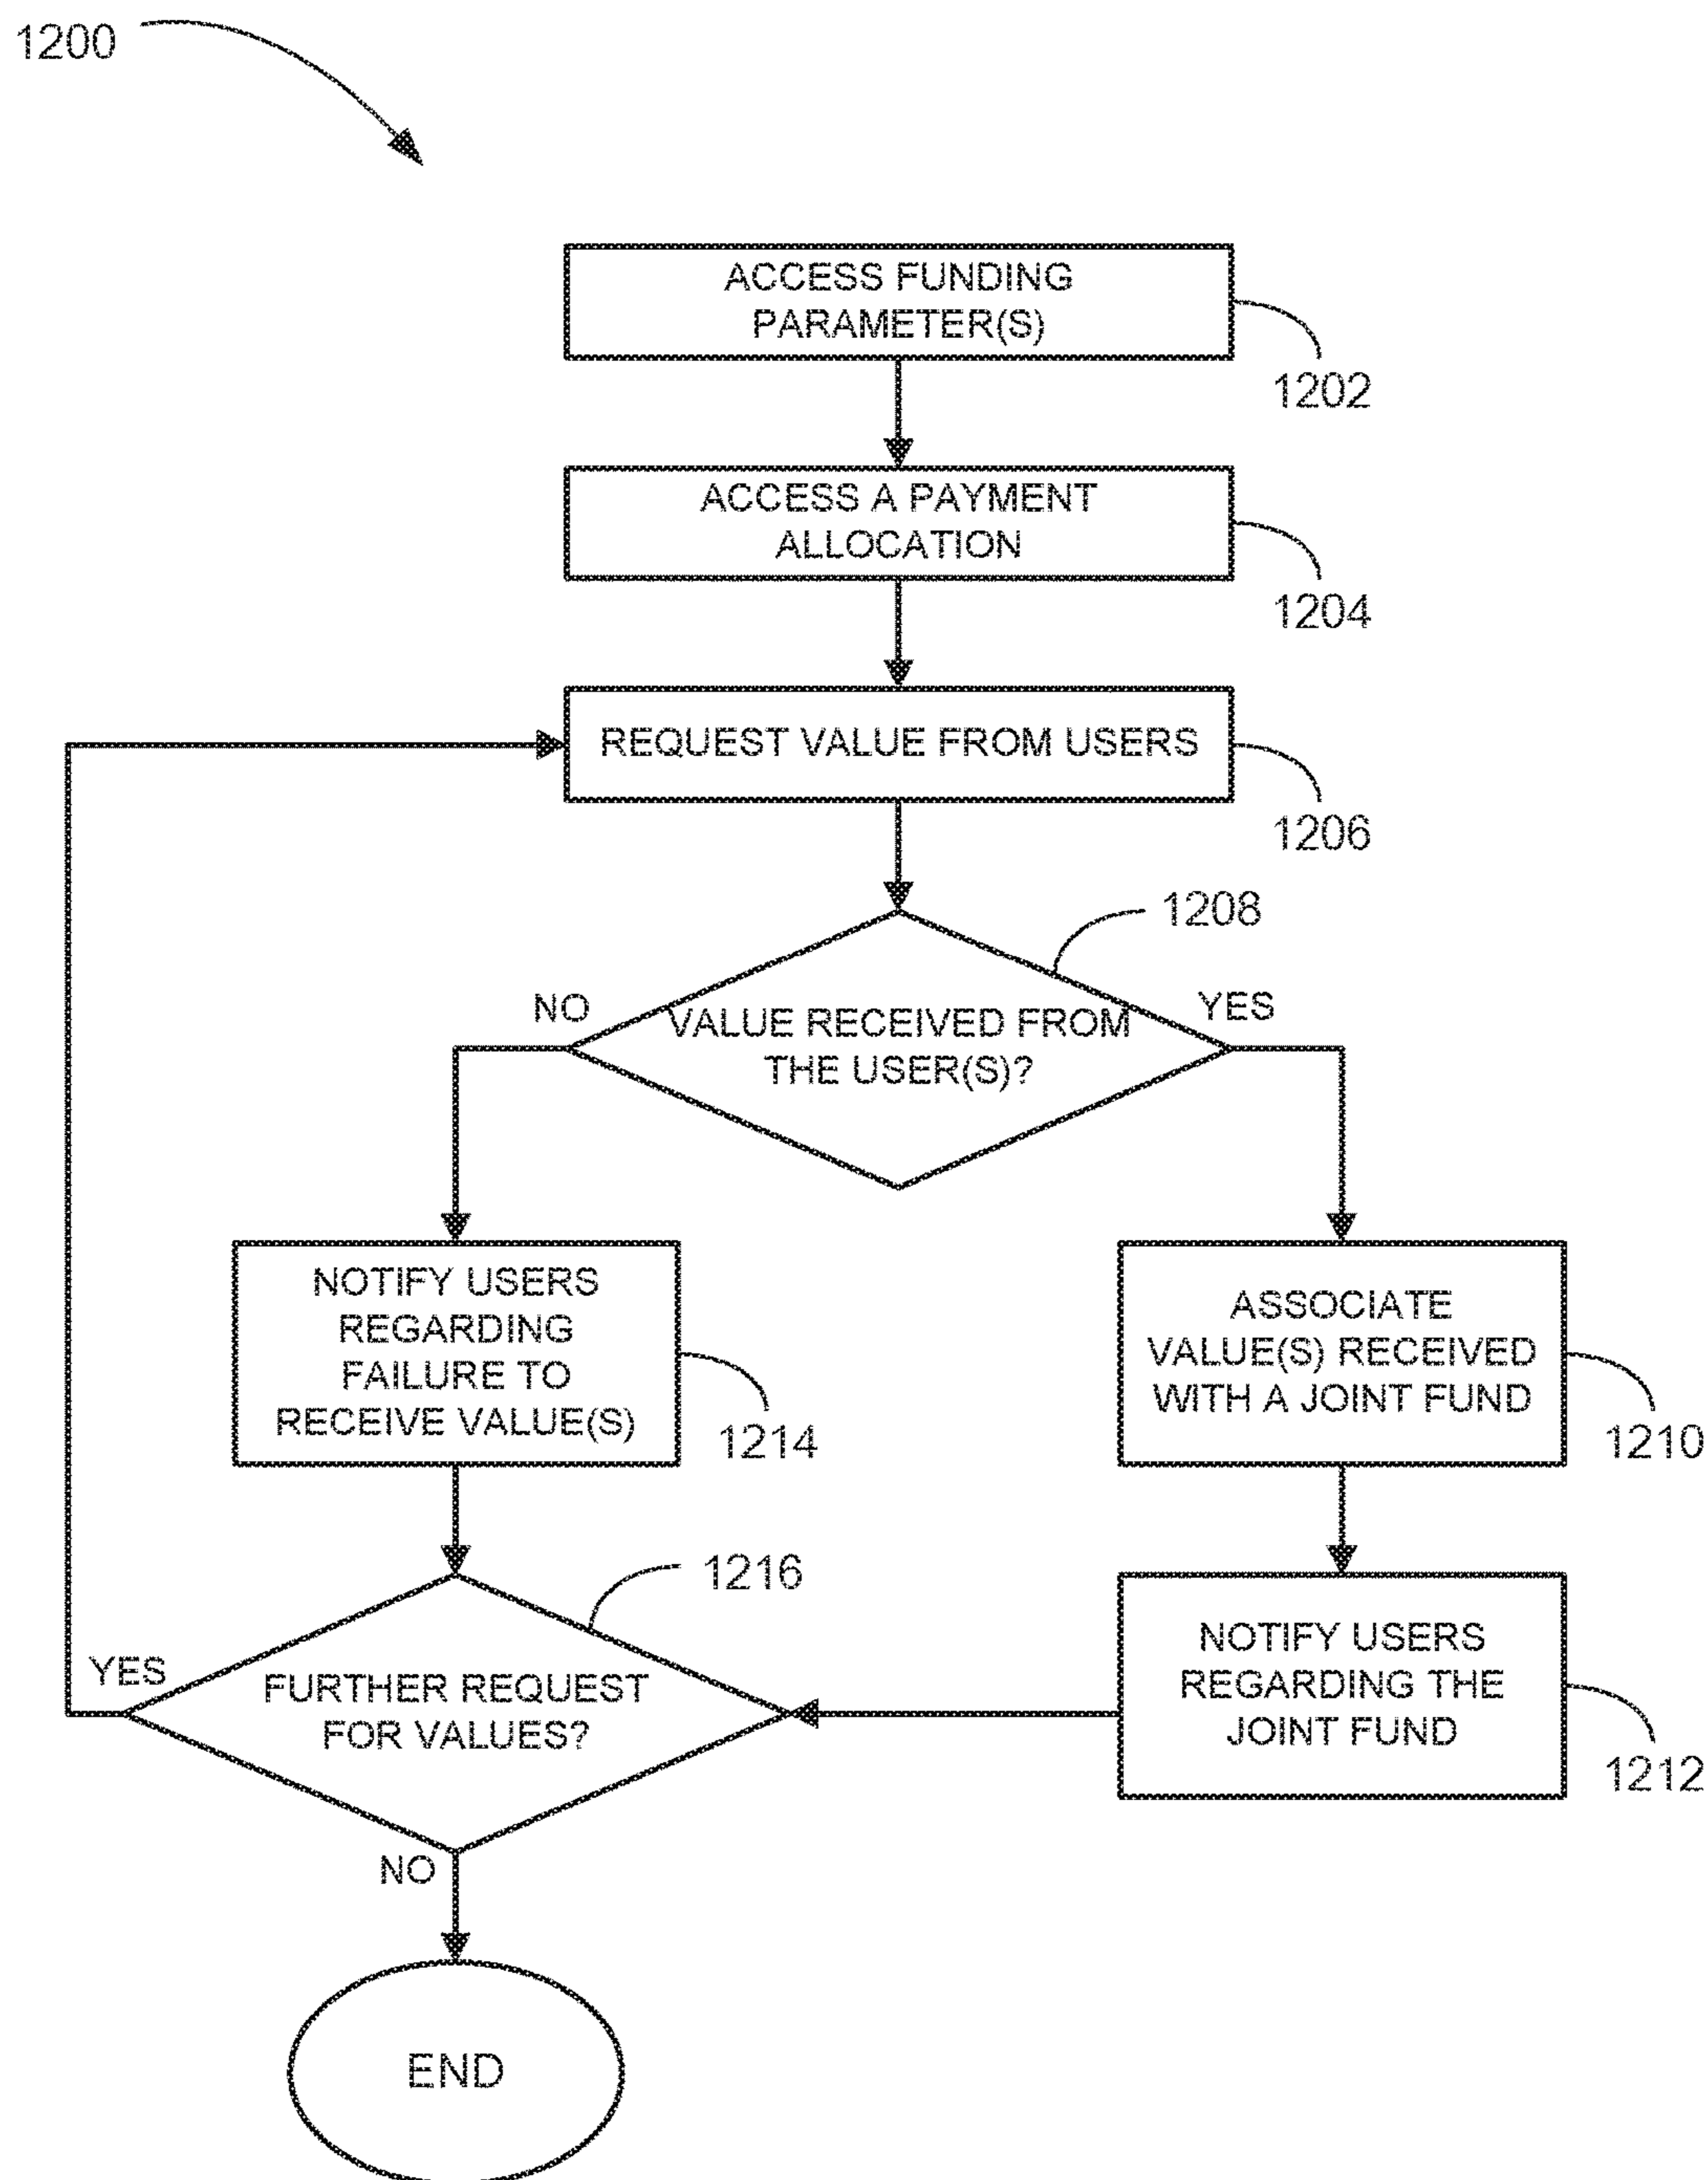 1200
ACCESS FUNDING
PARAMETER(S)
1202
ACCESS A PAYMENT
ALLOCATION
1204
REQUEST VALUE FROM USERS
1206
1208
NO
YES
VALUE RECEIVED FROM
THE USER(S)?
NOTIFY USERS
REGARDING
FAILURE TO
RECEIVE VALUE(S)
1214
ASSOCIATE
VALUE(S) RECEIVED
WITH A JOINT FUND
1210
1216
YES
FURTHER REQUEST
FOR VALUES?
NOTIFY USERS
REGARDING THE
JOINT FUND
1212
NO
END